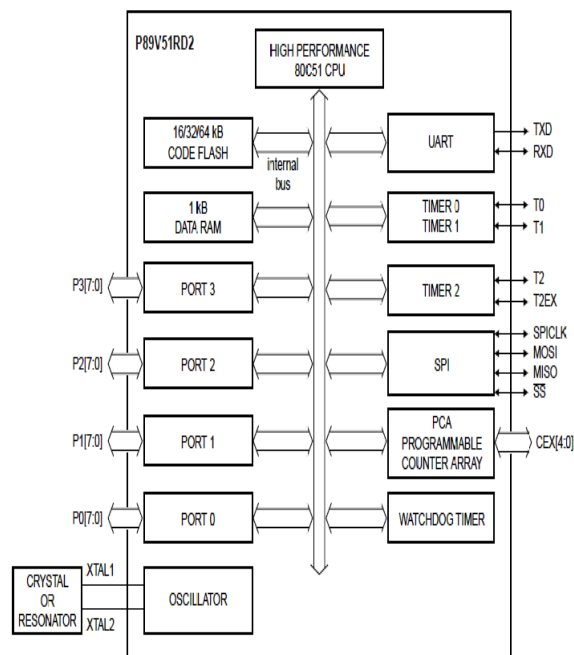 P89V51RD2
HIGH PERFORMANCE
80C51 CPU
16/32/64 kB
CODE FLASH
internal
bus
UART
TXD
RXD
1 kB
DATA RAM
TIMER 0
TIMER 1
T0
T1
P3[7:0]
PORT 3
TIMER 2
T2
T2EX
P2[7:0]
PORT 2
SPI
SPICLK
MOSI
MISO
SS
P1[7:0]
PORT 1
PCA
PROGRAMMABLE
COUNTER ARRAY
CEX[4:0]
P0[7:0]
PORT 0
WATCHDOG TIMER
CRYSTAL
OR
RESONATOR
XTAL1
XTAL2
OSCILLATOR